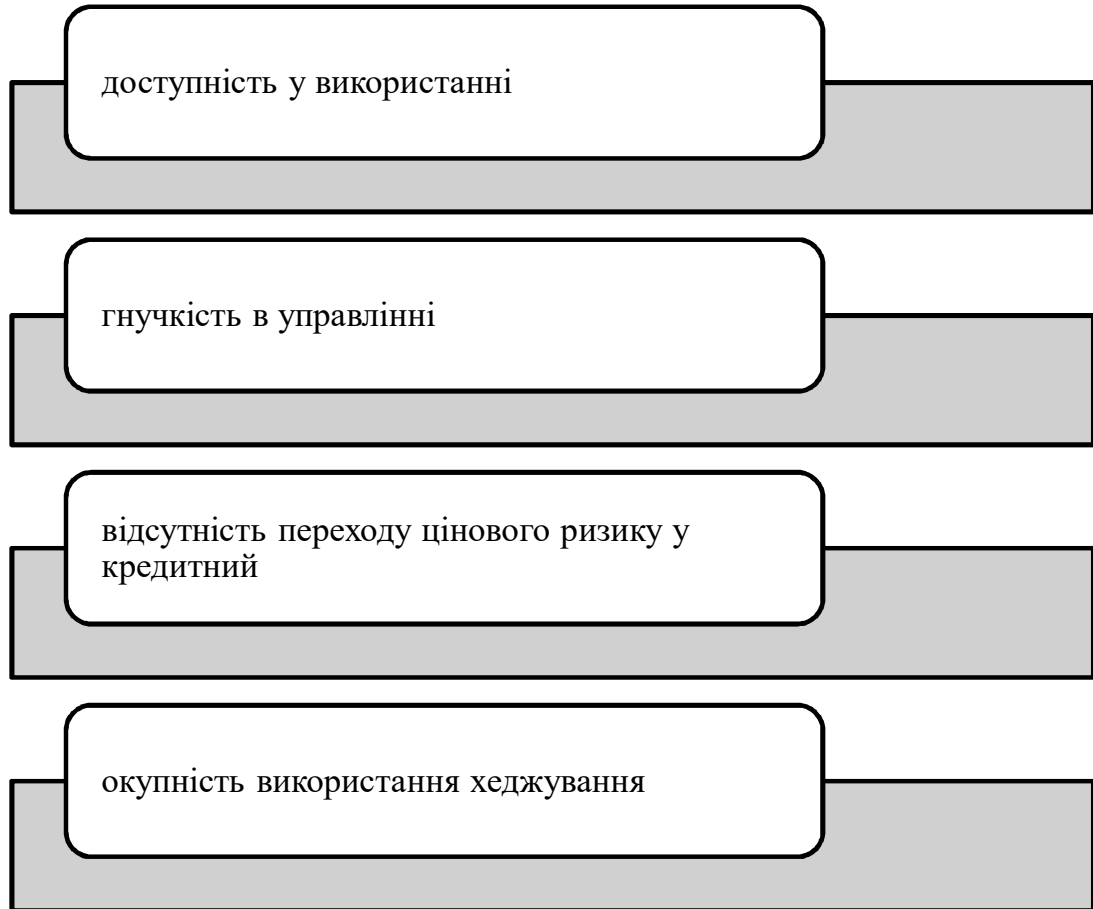 доступність у використанні
гнучкість в управлінні
відсутність переходу цінового ризику у
кредитний
окупність використання хеджування